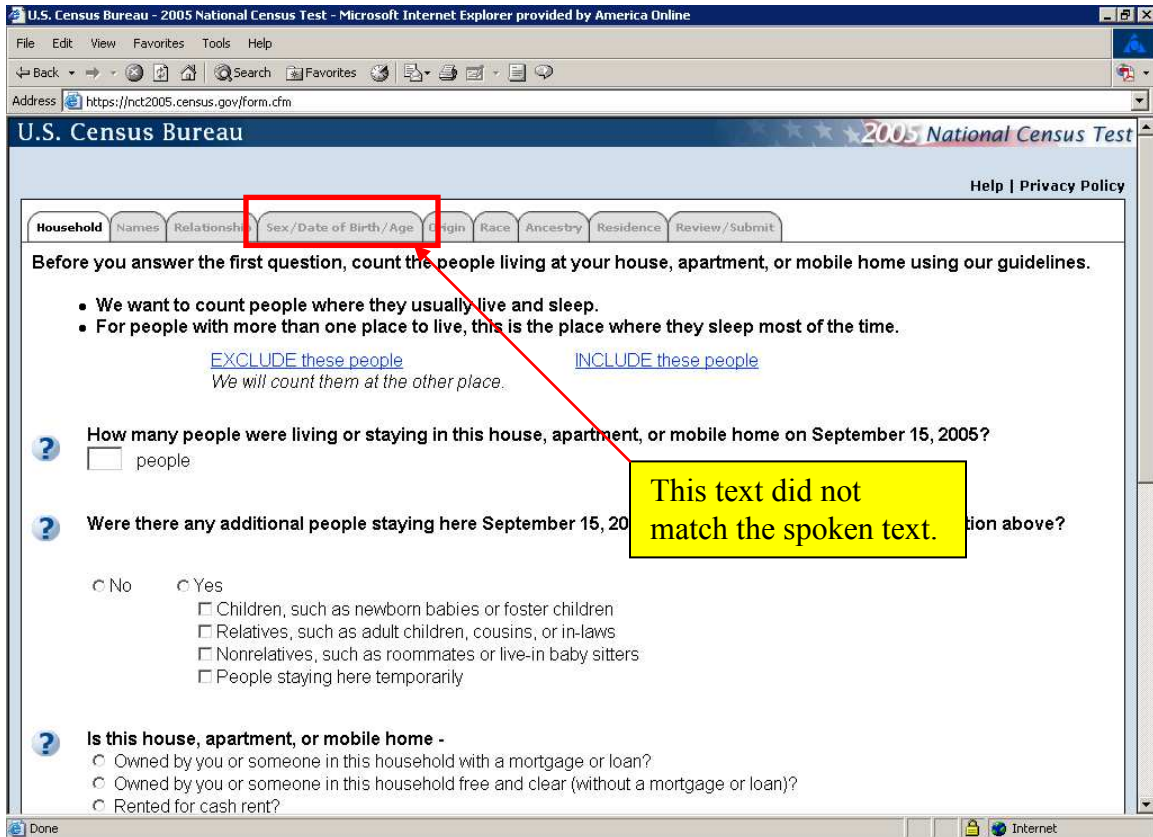 U.S. Census Bureau - 2005 National Census Test - Microsoft Internet Explorer provided by America Online
File Edit View Favorites Tools Help
Back Search Favorites
Address https://nct2005.census.gov/form.cfm
U.S. Census Bureau 2005 National Census Test
Help | Privacy Policy
Household Names Relationship Sex/Date of Birth/Age Origin Race Ancestry Residence Review/Submit
Before you answer the first question, count the people living at your house, apartment, or mobile home using our guidelines.
• We want to count people where they usually live and sleep.
• For people with more than one place to live, this is the place where they sleep most of the time.
EXCLUDE these people INCLUDE these people
We will count them at the other place.
How many people were living or staying in this house, apartment, or mobile home on September 15, 2005?
people
This text did not
match the spoken text.
Were there any additional people staying here September 15, 20 tion above?
No Yes
Children, such as newborn babies or foster children
Relatives, such as adult children, cousins, or in-laws
Nonrelatives, such as roommates or live-in baby sitters
People staying here temporarily
Is this house, apartment, or mobile home -
Owned by you or someone in this household with a mortgage or loan?
Owned by you or someone in this household free and clear (without a mortgage or loan)?
Rented for cash rent?
Done Internet